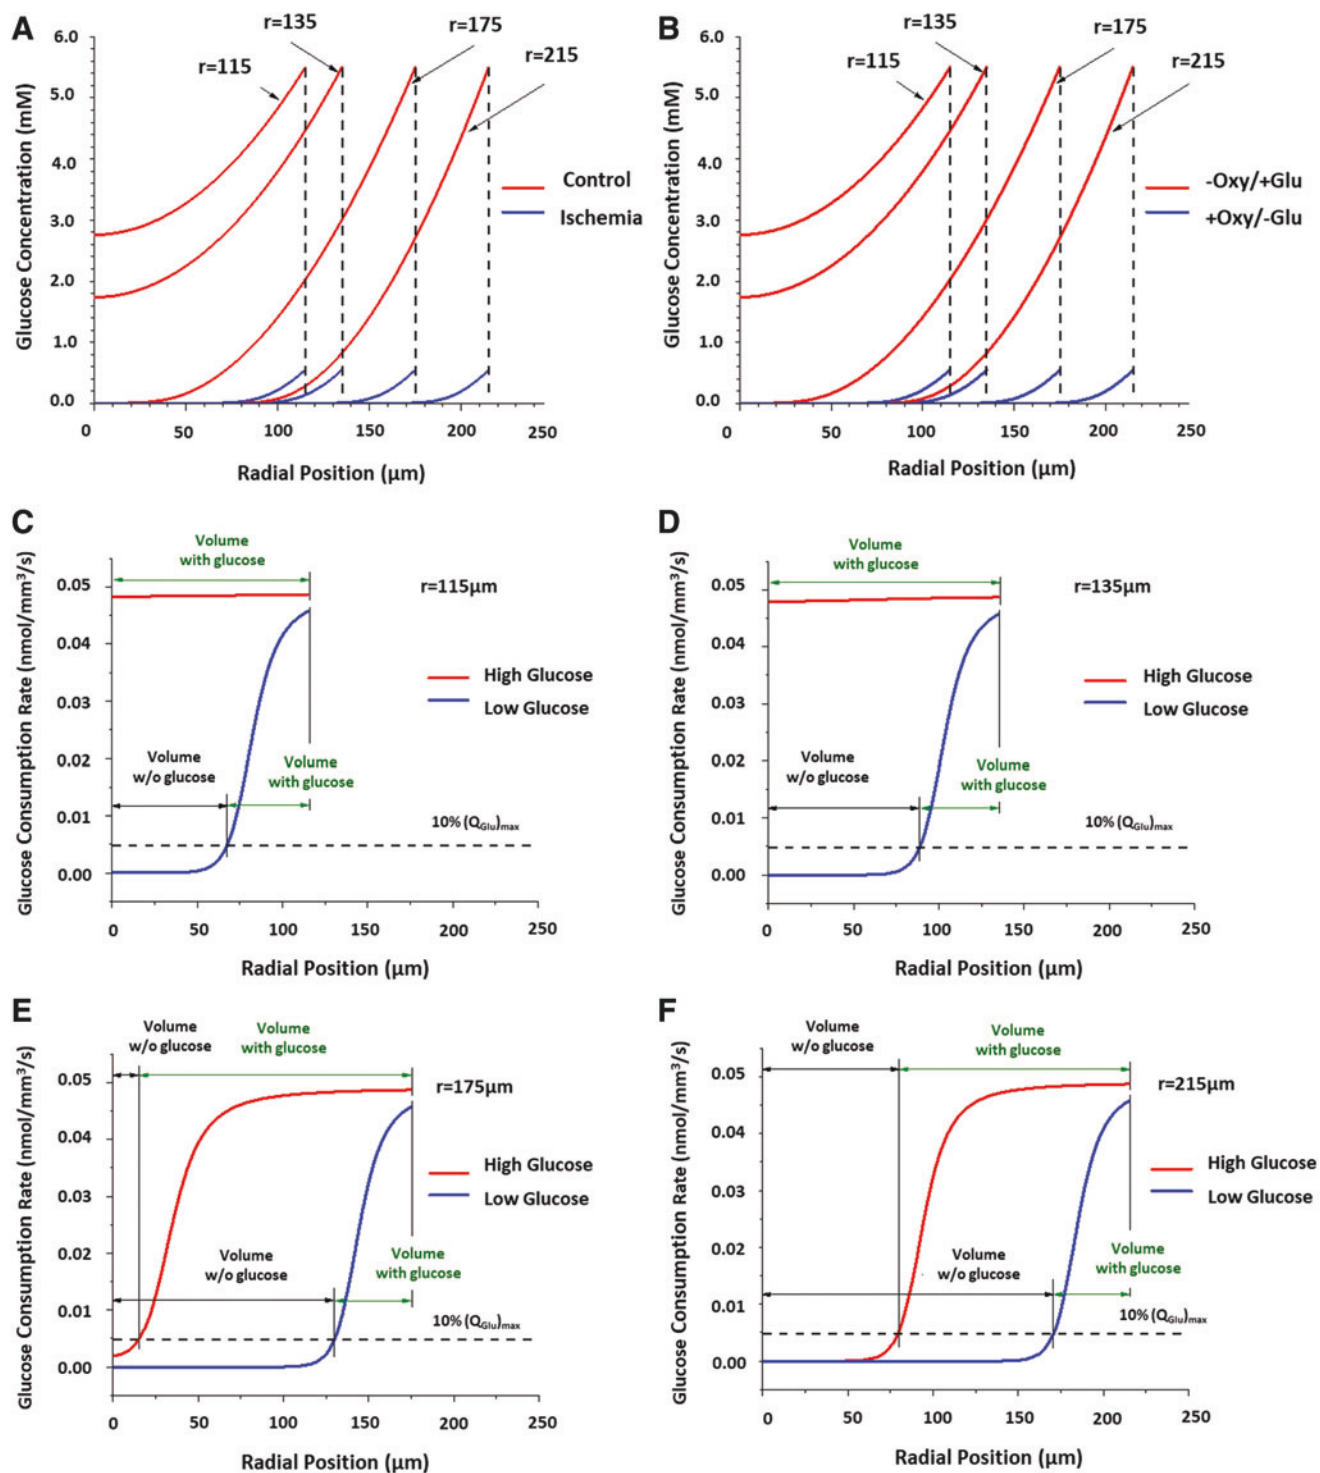 A
B
r=135
r=175
r=115
r=215
6.0
5.0
4.0
3.0
2.0
1.0
0.0
Glucose Concentration (mM)
Control
Ischemia
0 50 100 150 200 250
Radial Position (µm)
r=135
r=175
r=115
r=215
6.0
5.0
4.0
3.0
2.0
1.0
0.0
Glucose Concentration (mM)
-Oxy/+Glu
+Oxy/-Glu
0 50 100 150 200 250
Radial Position (µm)
C
Volume
with glucose
r=115µm
0.05
0.04
0.03
0.02
0.01
0.00
Glucose Consumption Rate (nmol/mm³/s)
High Glucose
Low Glucose
Volume
w/o glucose
Volume
with glucose
10% (QGlu)max
0 50 100 150 200 250
Radial Position (µm)
D
Volume
with glucose
r=135µm
0.05
0.04
0.03
0.02
0.01
0.00
Glucose Consumption Rate (nmol/mm³/s)
High Glucose
Low Glucose
Volume
w/o glucose
Volume
with glucose
10% (QGlu)max
0 50 100 150 200 250
Radial Position (µm)
E
Volume
w/o glucose
Volume
with glucose
r=175µm
0.05
0.04
0.03
0.02
0.01
0.00
Glucose Consumption Rate (nmol/mm³/s)
High Glucose
Low Glucose
Volume
w/o glucose
Volume
with glucose
10% (QGlu)max
0 50 100 150 200 250
Radial Position (µm)
F
Volume
w/o glucose
Volume
with glucose
r=215µm
0.05
0.04
0.03
0.02
0.01
0.00
Glucose Consumption Rate (nmol/mm³/s)
High Glucose
Low Glucose
Volume
w/o glucose
Volume
with glucose
10% (QGlu)max
0 50 100 150 200 250
Radial Position (µm)